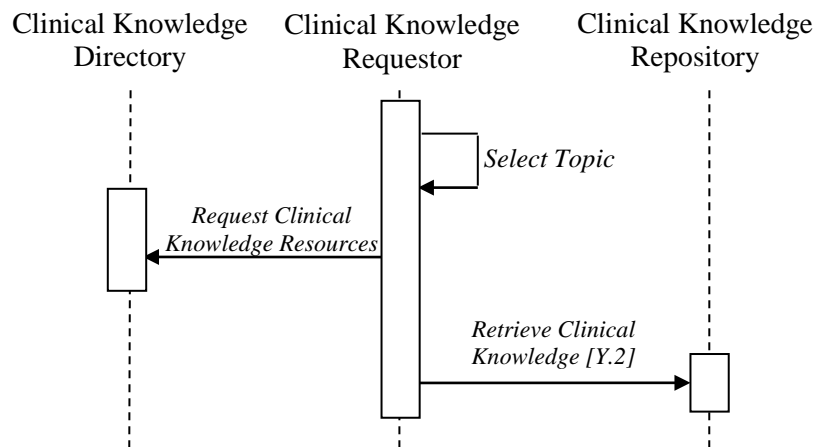 Clinical Knowledge
Directory
Clinical Knowledge
Requestor
Clinical Knowledge
Repository
Select Topic
Request Clinical
Knowledge Resources
Retrieve Clinical
Knowledge [Y.2]